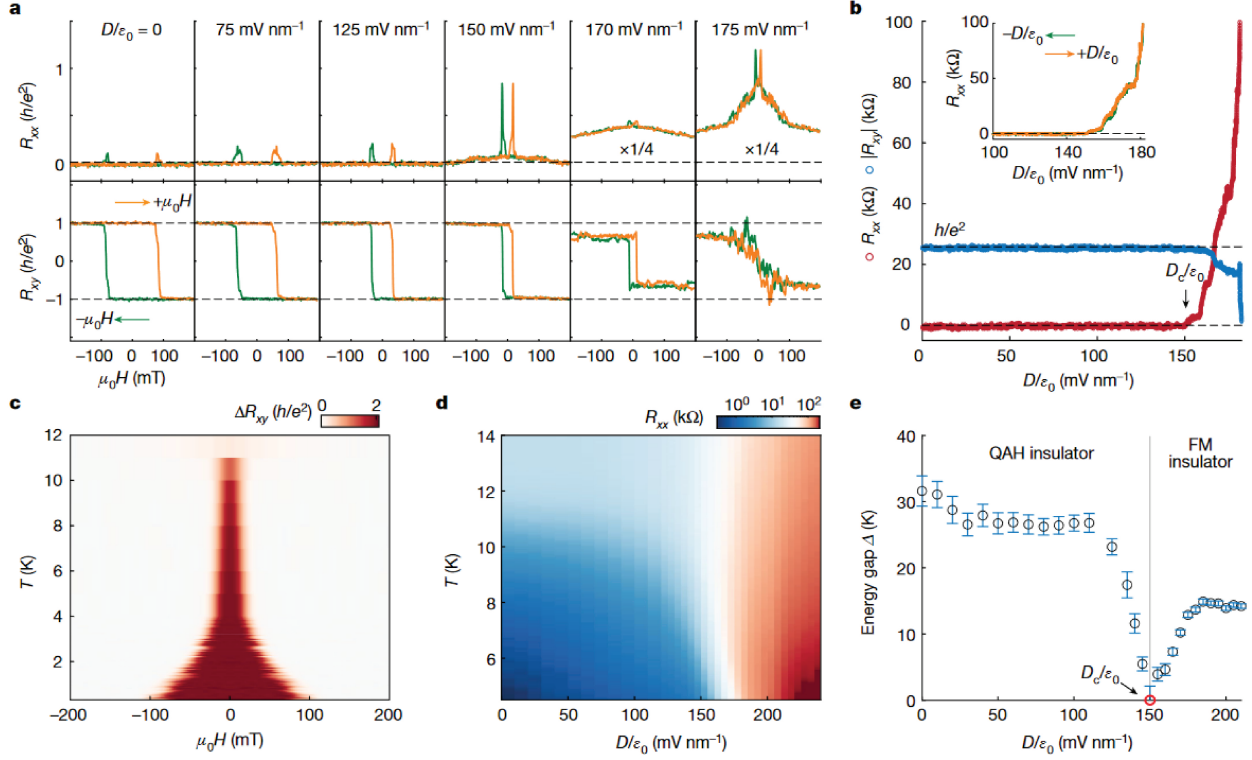 a
D/ε₀ = 0 75 mV nm⁻¹ 125 mV nm⁻¹ 150 mV nm⁻¹ 170 mV nm⁻¹ 175 mV nm⁻¹
Rxx (h/e²)
1
0
×1/4 ×1/4
Rxy (h/e²)
1
0
–1
+μ₀H
–μ₀H
–100 0 100 –100 0 100 –100 0 100 –100 0 100 –100 0 100 –100 0 100
μ₀H (mT)
b
Rxx (kΩ) |Rxy| (kΩ)
100
80
60
40
20
0
h/e²
Dc/ε₀
0 50 100 150
D/ε₀ (mV nm⁻¹)
Rxx (kΩ)
100
50
0
–D/ε₀
+D/ε₀
100 140 180
D/ε₀ (mV nm⁻¹)
c
ΔRxy (h/e²) 0 2
T (K)
12
10
8
6
4
2
–200 –100 0 100 200
μ₀H (mT)
d
Rxx (kΩ) 10⁰ 10¹ 10²
T (K)
14
12
10
8
6
0 50 100 150 200
D/ε₀ (mV nm⁻¹)
e
QAH insulator
FM
insulator
Energy gap Δ (K)
40
30
20
10
0
Dc/ε₀
0 50 100 150 200
D/ε₀ (mV nm⁻¹)